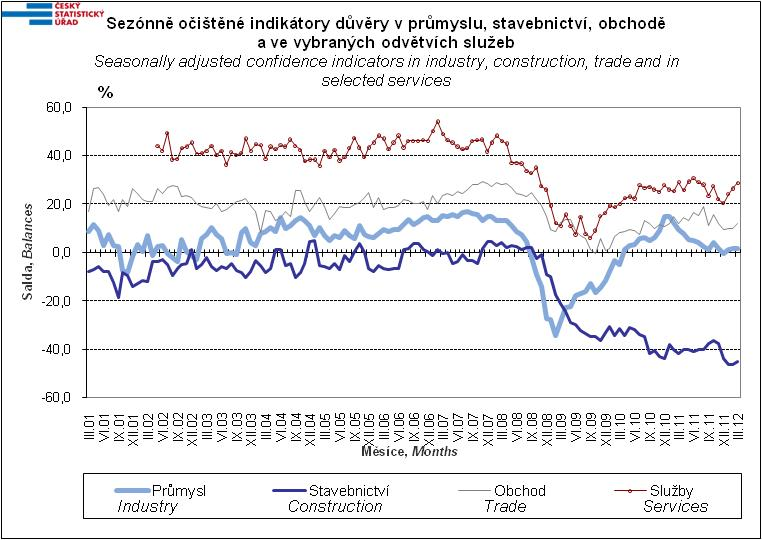 ČESKÝ
STATISTICKÝ
ÚŘAD
Sezónně očištěné indikátory důvěry v průmyslu, stavebnictví, obchodě
a ve vybraných odvětvích služeb
Seasonally adjusted confidence indicators in industry, construction, trade and in
selected services
%
60,0
40,0
20,0
0,0
-20,0
-40,0
-60,0
Salda, Balances
III.01
VI.01
IX.01
XII.01
III.02
VI.02
IX.02
XII.02
III.03
VI.03
IX.03
XII.03
III.04
VI.04
IX.04
XII.04
III.05
VI.05
IX.05
XII.05
III.06
VI.06
IX.06
XII.06
III.07
VI.07
IX.07
XII.07
III.08
VI.08
IX.08
XII.08
III.09
VI.09
IX.09
XII.09
III.10
VI.10
IX.10
XII.10
III.11
VI.11
IX.11
XII.11
III.12
Měsíce, Months
Průmysl Stavebnictví Obchod Služby
Industry Construction Trade Services